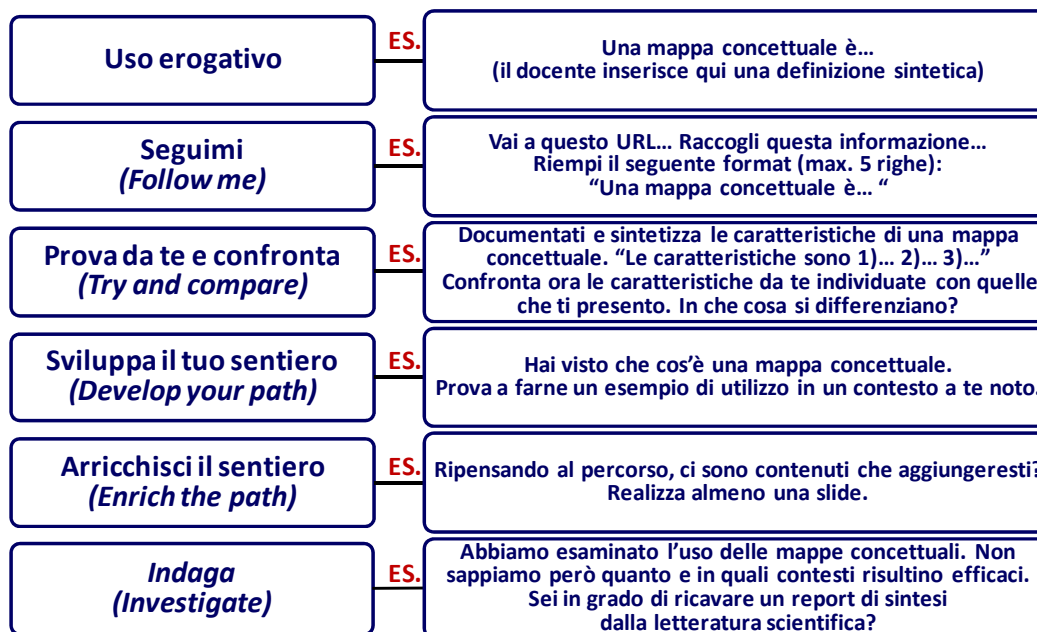 Uso erogativo
ES.
Una mappa concettuale è…
(il docente inserisce qui una definizione sintetica)
Seguimi
(Follow me)
ES.
Vai a questo URL… Raccogli questa informazione…
Riempi il seguente format (max. 5 righe):
“Una mappa concettuale è… “
Prova da te e confronta
(Try and compare)
ES.
Documentati e sintetizza le caratteristiche di una mappa
concettuale. “Le caratteristiche sono 1)… 2)… 3)…”
Confronta ora le caratteristiche da te individuate con quelle
che ti presento. In che cosa si differenziano?
Sviluppa il tuo sentiero
(Develop your path)
ES.
Hai visto che cos’è una mappa concettuale.
Prova a farne un esempio di utilizzo in un contesto a te noto.
Arricchisci il sentiero
(Enrich the path)
ES.
Ripensando al percorso, ci sono contenuti che aggiungeresti?
Realizza almeno una slide.
Indaga
(Investigate)
ES.
Abbiamo esaminato l’uso delle mappe concettuali. Non
sappiamo però quanto e in quali contesti risultino efficaci.
Sei in grado di ricavare un report di sintesi
dalla letteratura scientifica?